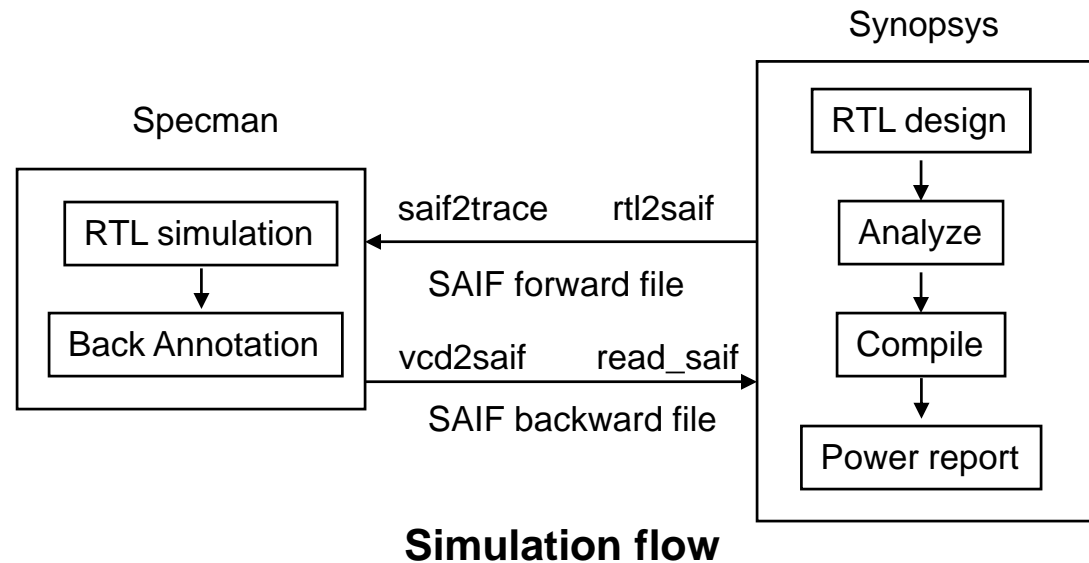 Synopsys
Specman
RTL design
saif2trace rtl2saif
RTL simulation
Analyze
SAIF forward file
Back Annotation
vcd2saif read_saif
Compile
SAIF backward file
Power report
Simulation flow